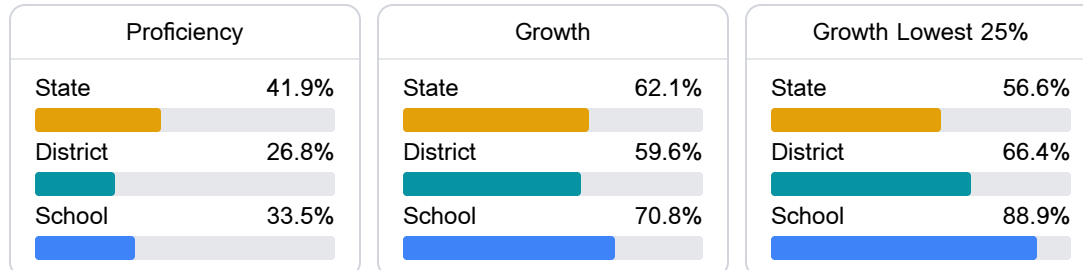 Proficiency
State 41.9%
District 26.8%
School 33.5%
Growth
State 62.1%
District 59.6%
School 70.8%
Growth Lowest 25%
State 56.6%
District 66.4%
School 88.9%